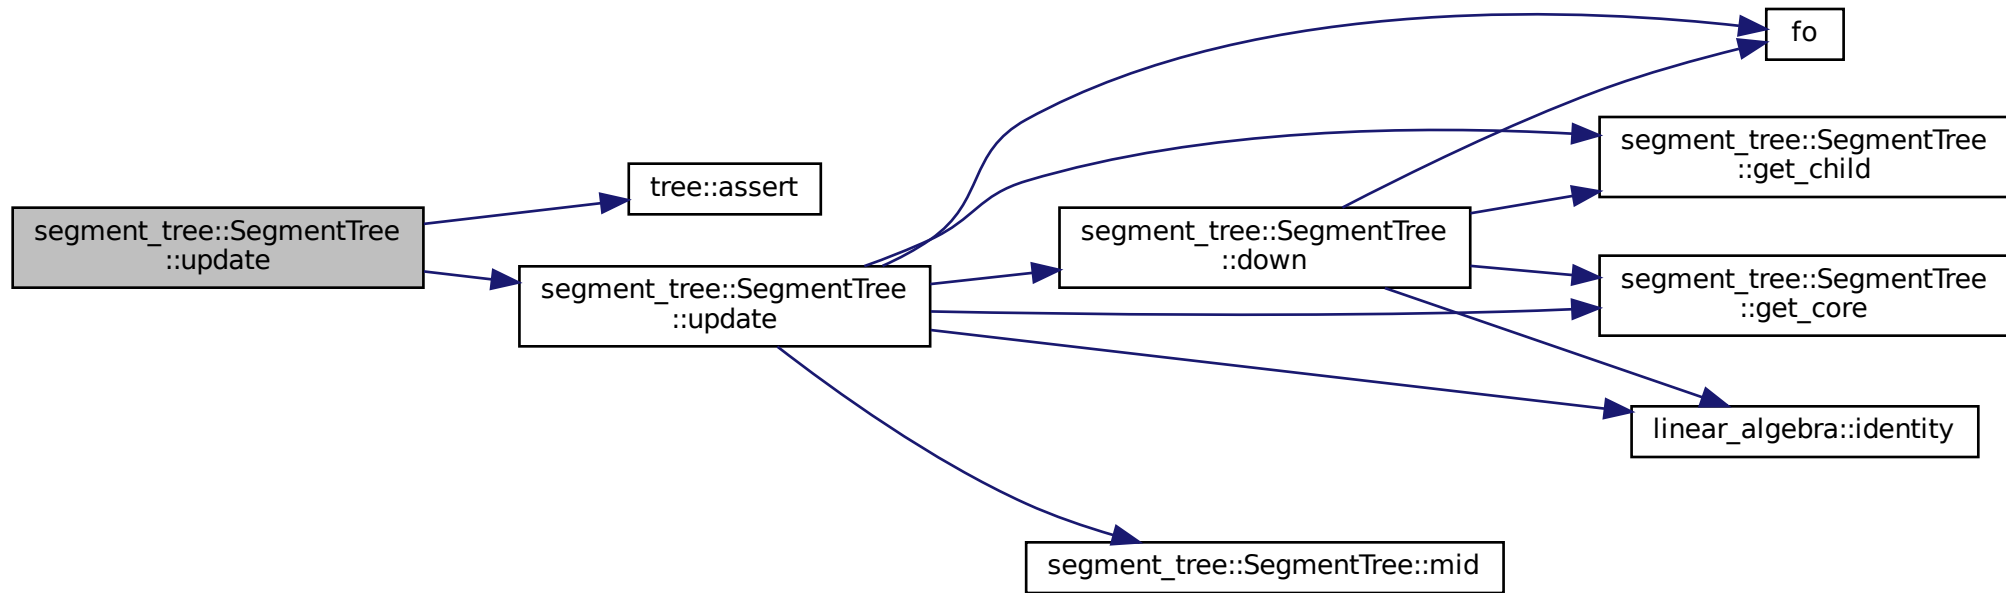 segment_tree::SegmentTree
::update
tree::assert
segment_tree::SegmentTree
::update
segment_tree::SegmentTree
::down
fo
segment_tree::SegmentTree
::get_child
segment_tree::SegmentTree
::get_core
linear_algebra::identity
segment_tree::SegmentTree::mid